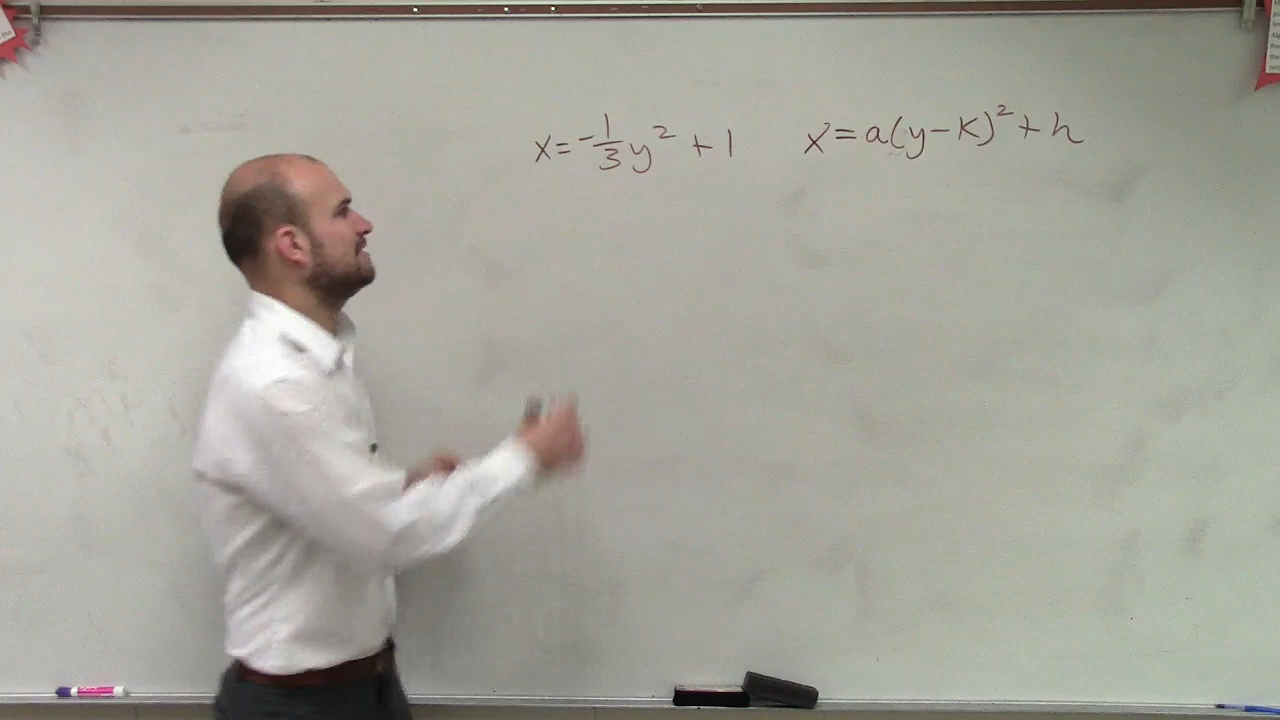 x = -1/3 y² + 1    x = a(y-k)² + h